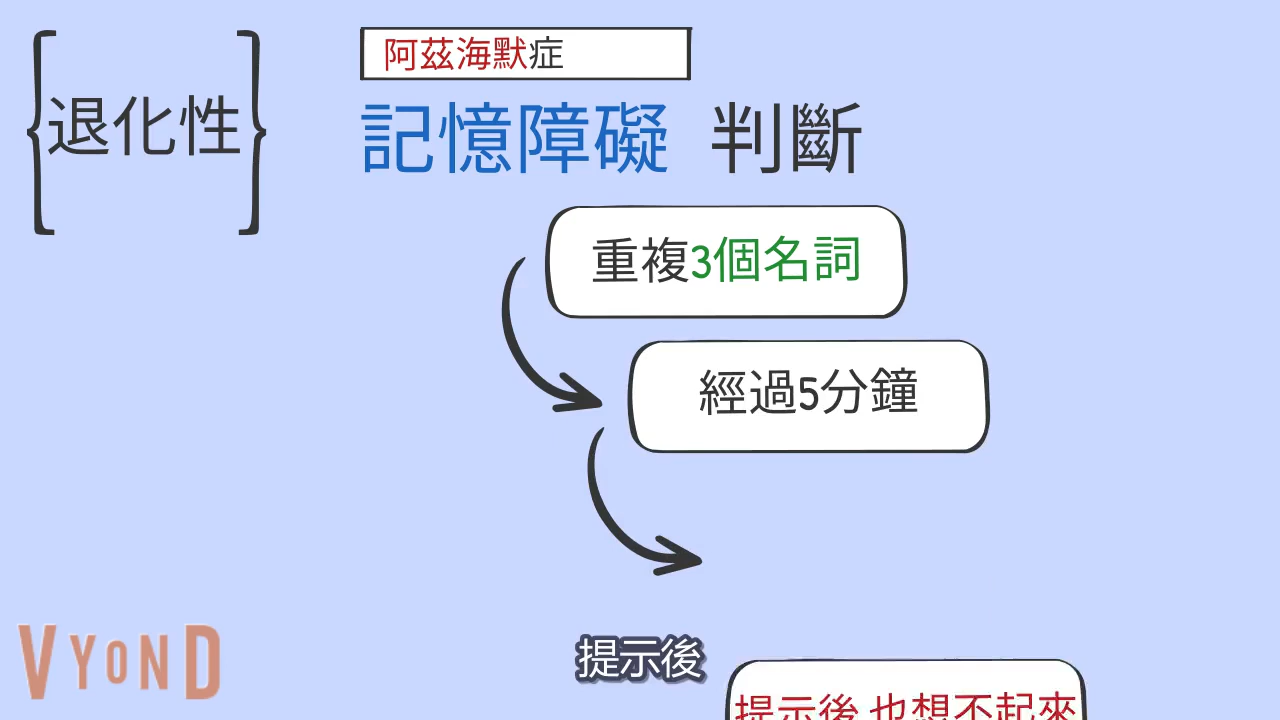 退化性
阿茲海默症
記憶障礙 判斷
重複3個名詞
經過5分鐘
提示後
提示後 也想不起來
VYOND